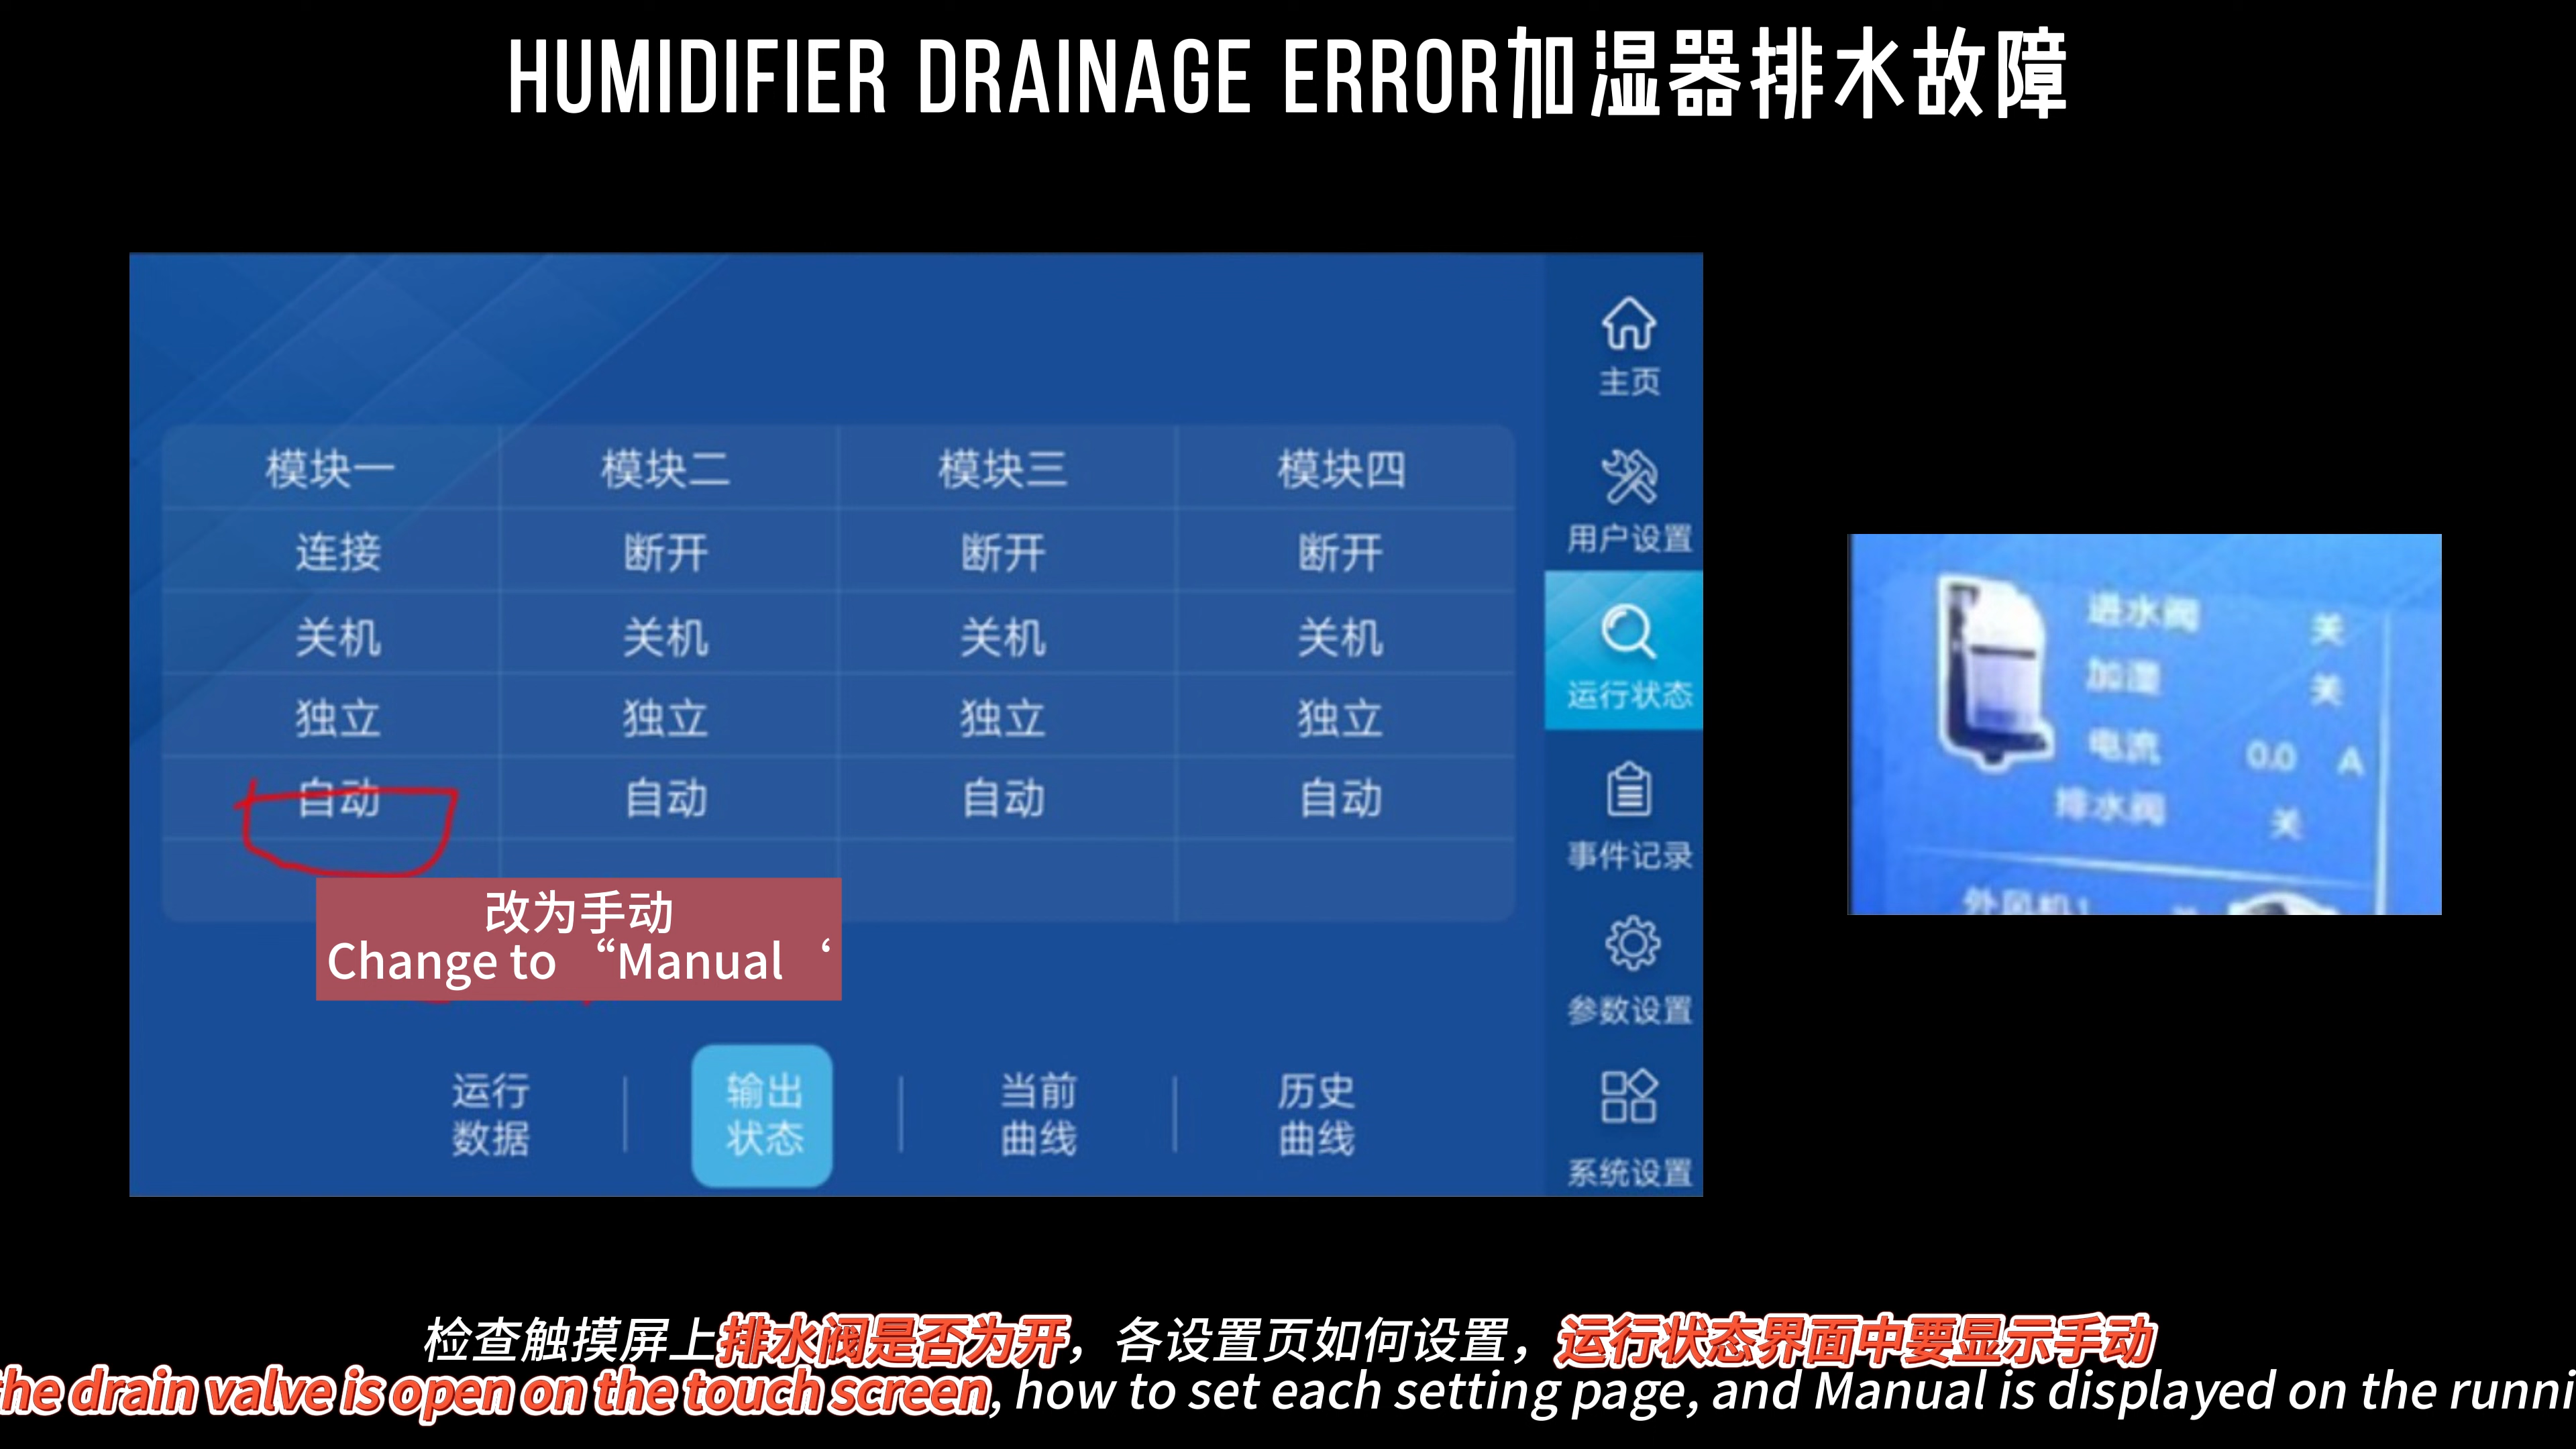 HUMIDIFIER DRAINAGE ERROR加湿器排水故障
模块一 模块二 模块三 模块四
连接 断开 断开 断开
关机 关机 关机 关机
独立 独立 独立 独立
自动 自动 自动 自动
改为手动
Change to “Manual ‘
运行数据
输出状态
当前曲线
历史曲线
主页
用户设置
运行状态
事件记录
参数设置
系统设置
进水阀 关
加湿 关
电流 0.0 A
排水阀 关
外风机1
检查触摸屏上排水阀是否为开，各设置页如何设置，运行状态界面中要显示手动
he drain valve is open on the touch screen, how to set each setting page, and Manual is displayed on the runni